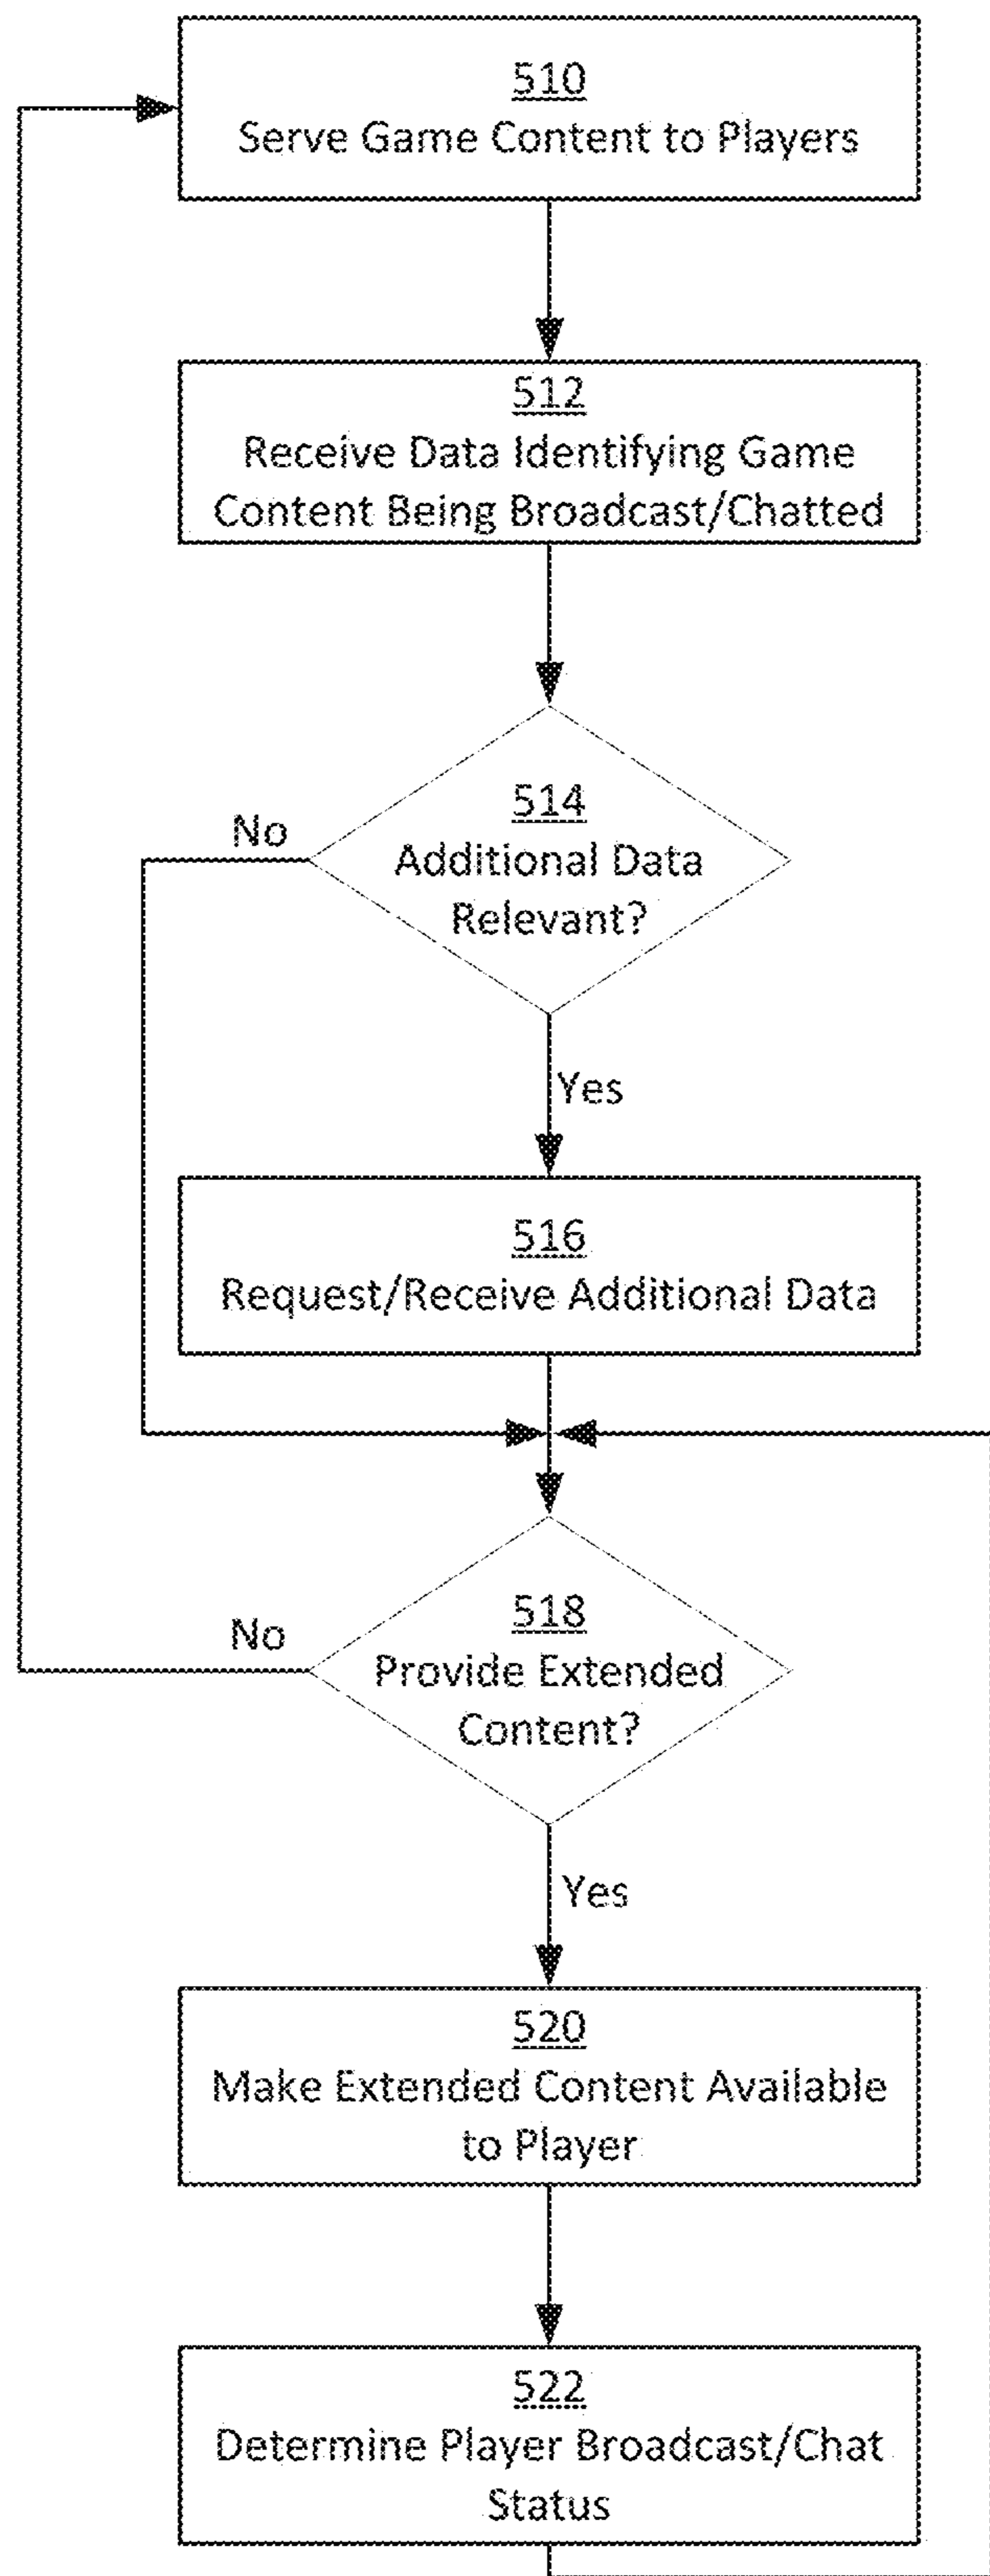 510
Serve Game Content to Players
512
Receive Data Identifying Game
Content Being Broadcast/Chatted
514
No
Additional Data
Relevant?
Yes
516
Request/Receive Additional Data
518
No
Provide Extended
Content?
Yes
520
Make Extended Content Available
to Player
522
Determine Player Broadcast/Chat
Status